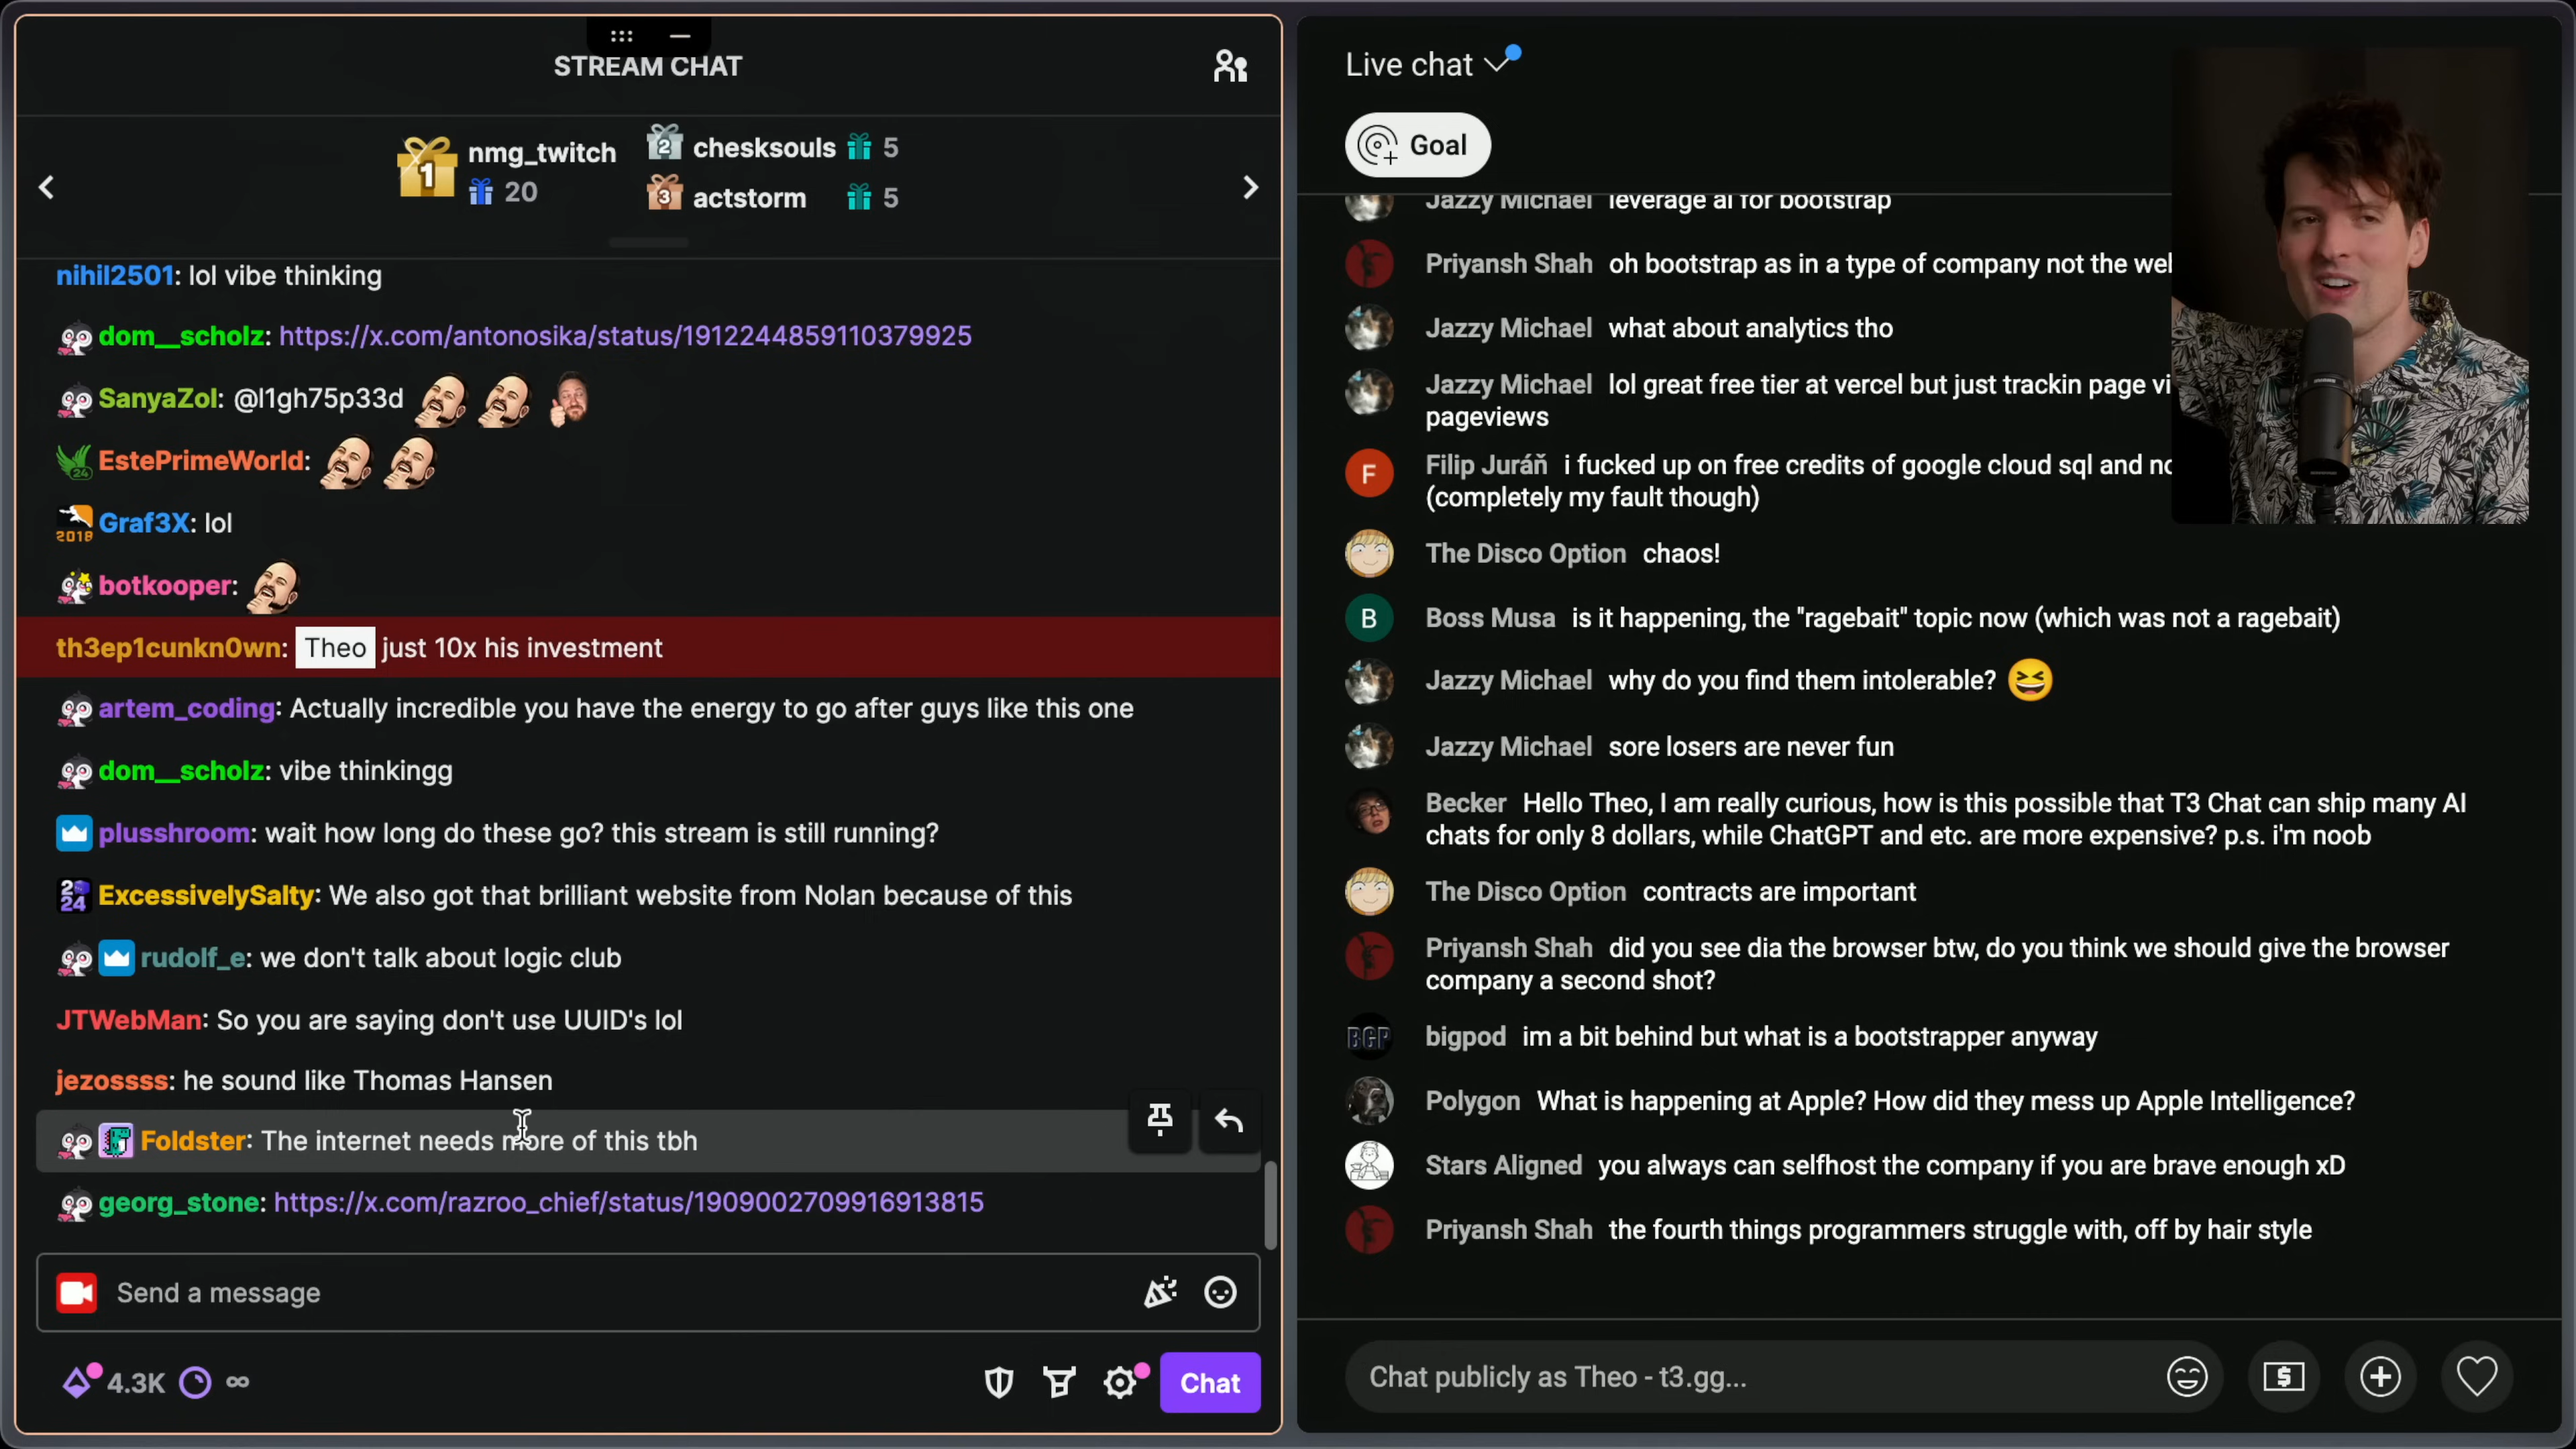 STREAM CHAT
1
nmg_twitch
20
2
chesksouls
5
3
actstorm
5
nihil2501: lol vibe thinking
dom__scholz: https://x.com/antonosika/status/1912244859110379925
SanyaZol: @l1gh75p33d
24
EstePrimeWorld:
2018
Graf3X: lol
botkooper:
th3ep1cunkn0wn: Theo just 10x his investment
artem_coding: Actually incredible you have the energy to go after guys like this one
dom__scholz: vibe thinkingg
plusshroom: wait how long do these go? this stream is still running?
2
24
ExcessivelySalty: We also got that brilliant website from Nolan because of this
rudolf_e: we don't talk about logic club
JTWebMan: So you are saying don't use UUID's lol
jezossss: he sound like Thomas Hansen
Foldster: The internet needs more of this tbh
georg_stone: https://x.com/razroo_chief/status/1909002709916913815
Send a message
4.3K
∞
Chat
Live chat
Goal
Jazzy Michael leverage ai for bootstrap
Priyansh Shah oh bootstrap as in a type of company not the
Jazzy Michael what about analytics tho
Jazzy Michael lol great free tier at vercel but just trackin page
pageviews
F
Filip Juráň i fucked up on free credits of google cloud sql and
(completely my fault though)
The Disco Option chaos!
B
Boss Musa is it happening, the "ragebait" topic now (which was not a ragebait)
Jazzy Michael why do you find them intolerable? 😆
Jazzy Michael sore losers are never fun
Becker Hello Theo, I am really curious, how is this possible that T3 Chat can ship many AI
chats for only 8 dollars, while ChatGPT and etc. are more expensive? p.s. i'm noob
The Disco Option contracts are important
Priyansh Shah did you see dia the browser btw, do you think we should give the browser
company a second shot?
BGP
bigpod im a bit behind but what is a bootstrapper anyway
Polygon What is happening at Apple? How did they mess up Apple Intelligence?
Stars Aligned you always can selfhost the company if you are brave enough xD
Priyansh Shah the fourth things programmers struggle with, off by hair style
Chat publicly as Theo - t3.gg...
$